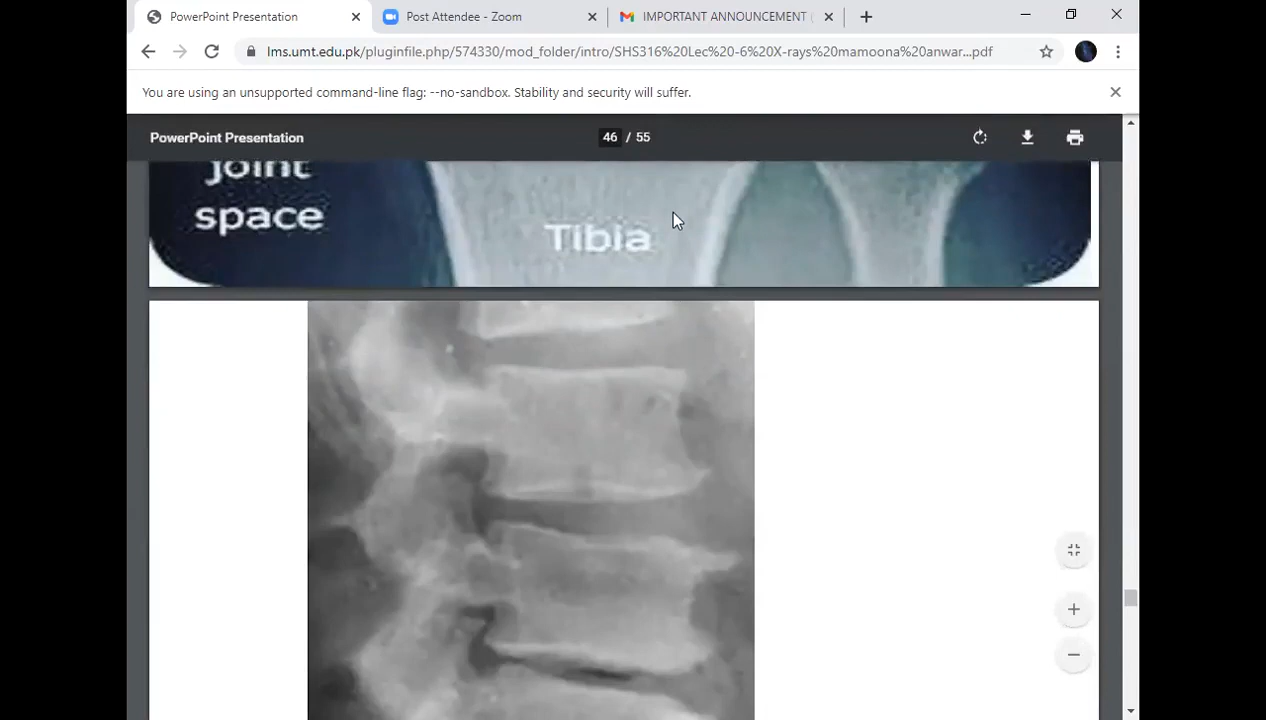 PowerPoint Presentation
Post Attendee - Zoom
IMPORTANT ANNOUNCEMENT (
lms.umt.edu.pk/pluginfile.php/574330/mod_folder/intro/SHS316%20Lec%20-6%20X-rays%20mamoona%20anwar...pdf
You are using an unsupported command-line flag: --no-sandbox. Stability and security will suffer.
PowerPoint Presentation
46 / 55
joint
space
Tibia